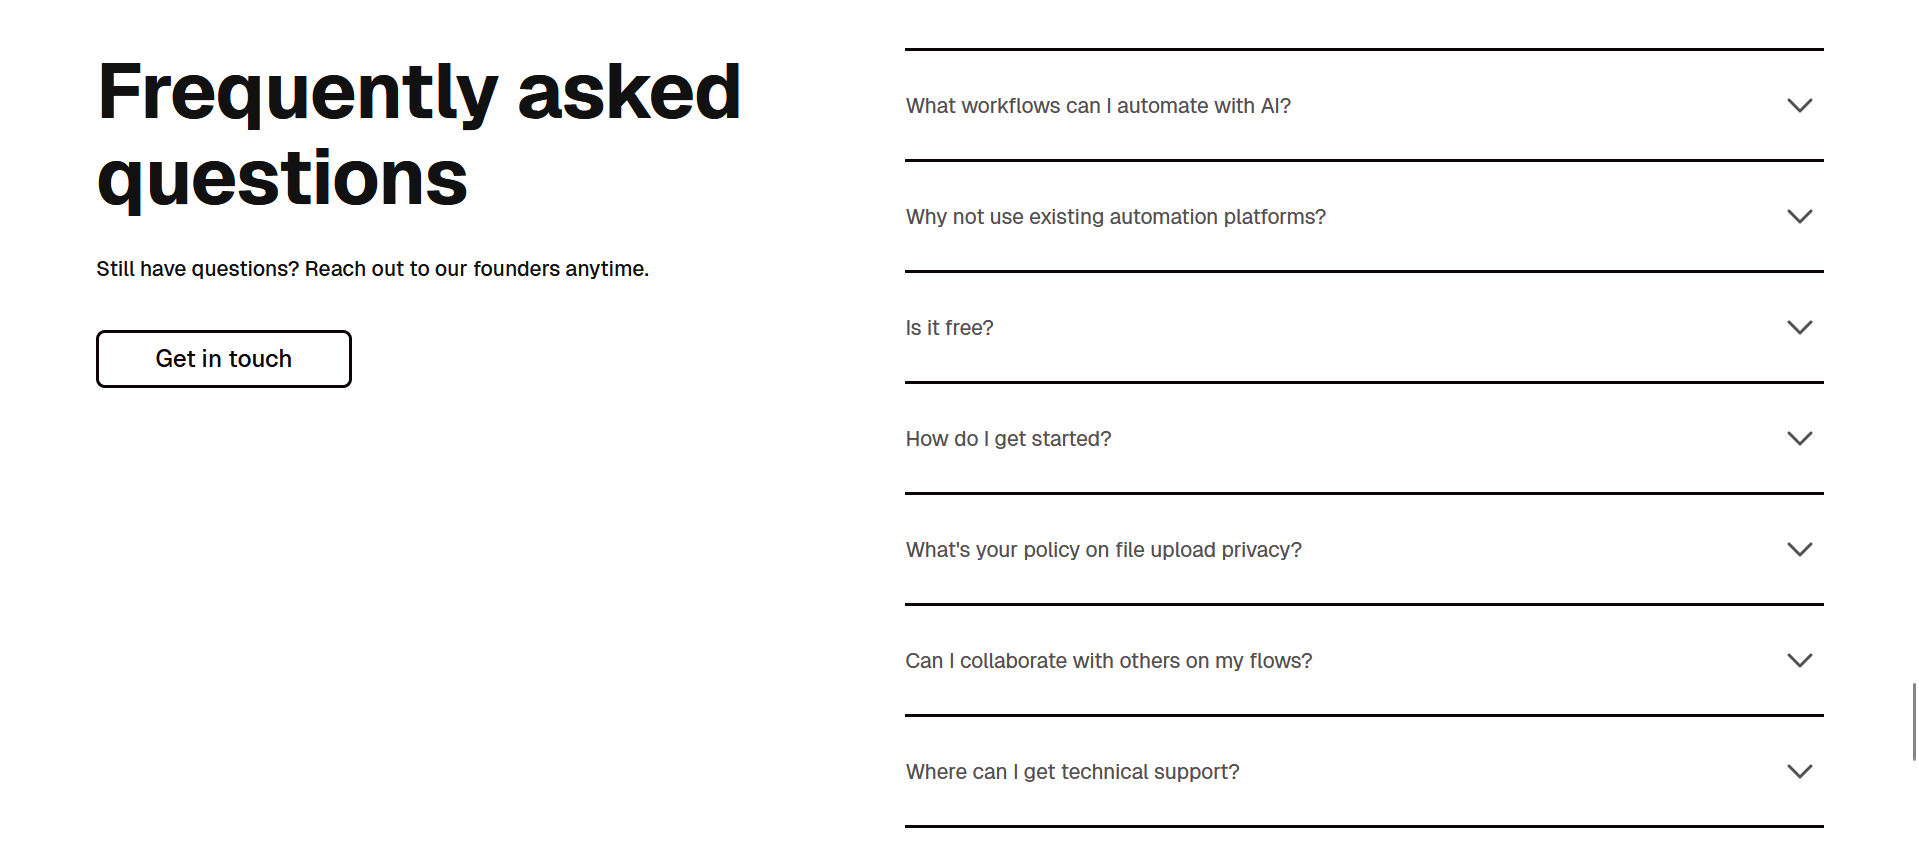 Frequently asked
questions
Still have questions? Reach out to our founders anytime.
Get in touch
What workflows can I automate with AI?
Why not use existing automation platforms?
Is it free?
How do I get started?
What's your policy on file upload privacy?
Can I collaborate with others on my flows?
Where can I get technical support?